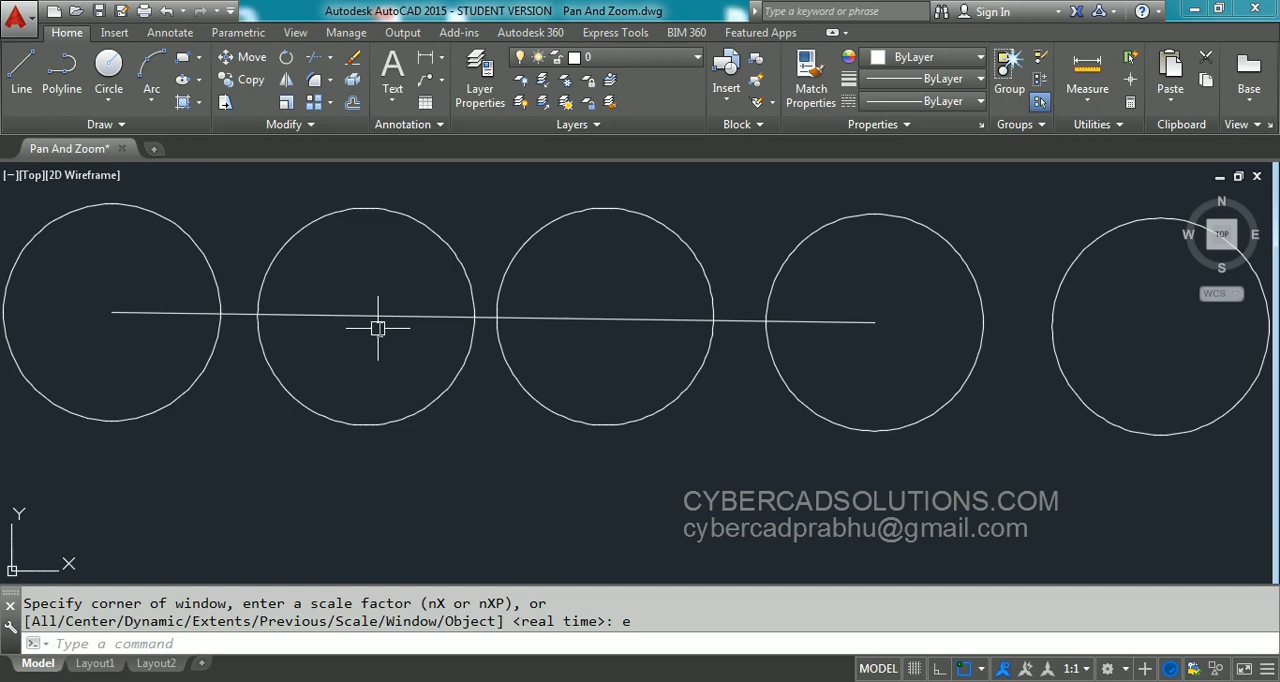 Autodesk AutoCAD 2015 - STUDENT VERSION Pan And Zoom.dwg
Type a keyword or phrase
Sign In
Home Insert Annotate Parametric View Manage Output Add-ins Autodesk 360 Express Tools BIM 360 Featured Apps
Line Polyline Circle Arc
Move
Copy
Text
Layer Properties
0
Insert
Match Properties
ByLayer
ByLayer
ByLayer
Group
Measure
Paste
Base
Draw Modify Annotation Layers Block Properties Groups Utilities Clipboard View
Pan And Zoom*
[−][Top][2D Wireframe]
N
W TOP E
S
WCS
CYBERCADSOLUTIONS.COM
cybercadprabhu@gmail.com
Y
X
Specify corner of window, enter a scale factor (nX or nXP), or
[All/Center/Dynamic/Extents/Previous/Scale/Window/Object] <real time>: e
Type a command
Model Layout1 Layout2
MODEL 1:1